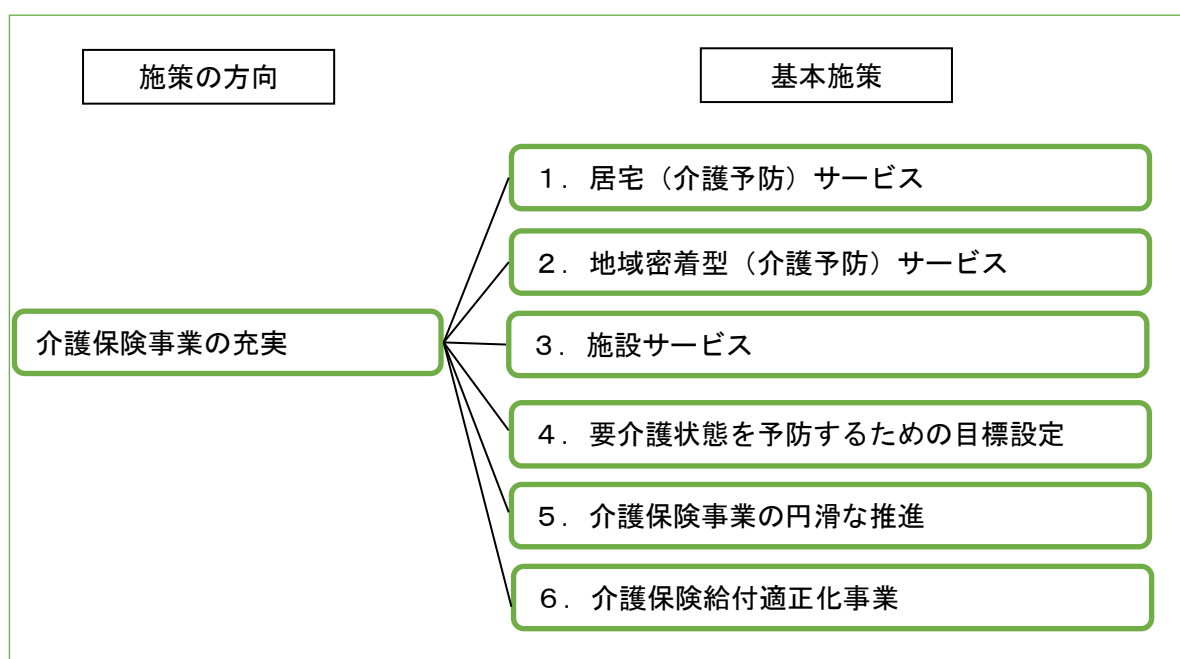 施策の方向
基本施策
介護保険事業の充実
１．居宅（介護予防）サービス
２．地域密着型（介護予防）サービス
３．施設サービス
４．要介護状態を予防するための目標設定
５．介護保険事業の円滑な推進
６．介護保険給付適正化事業